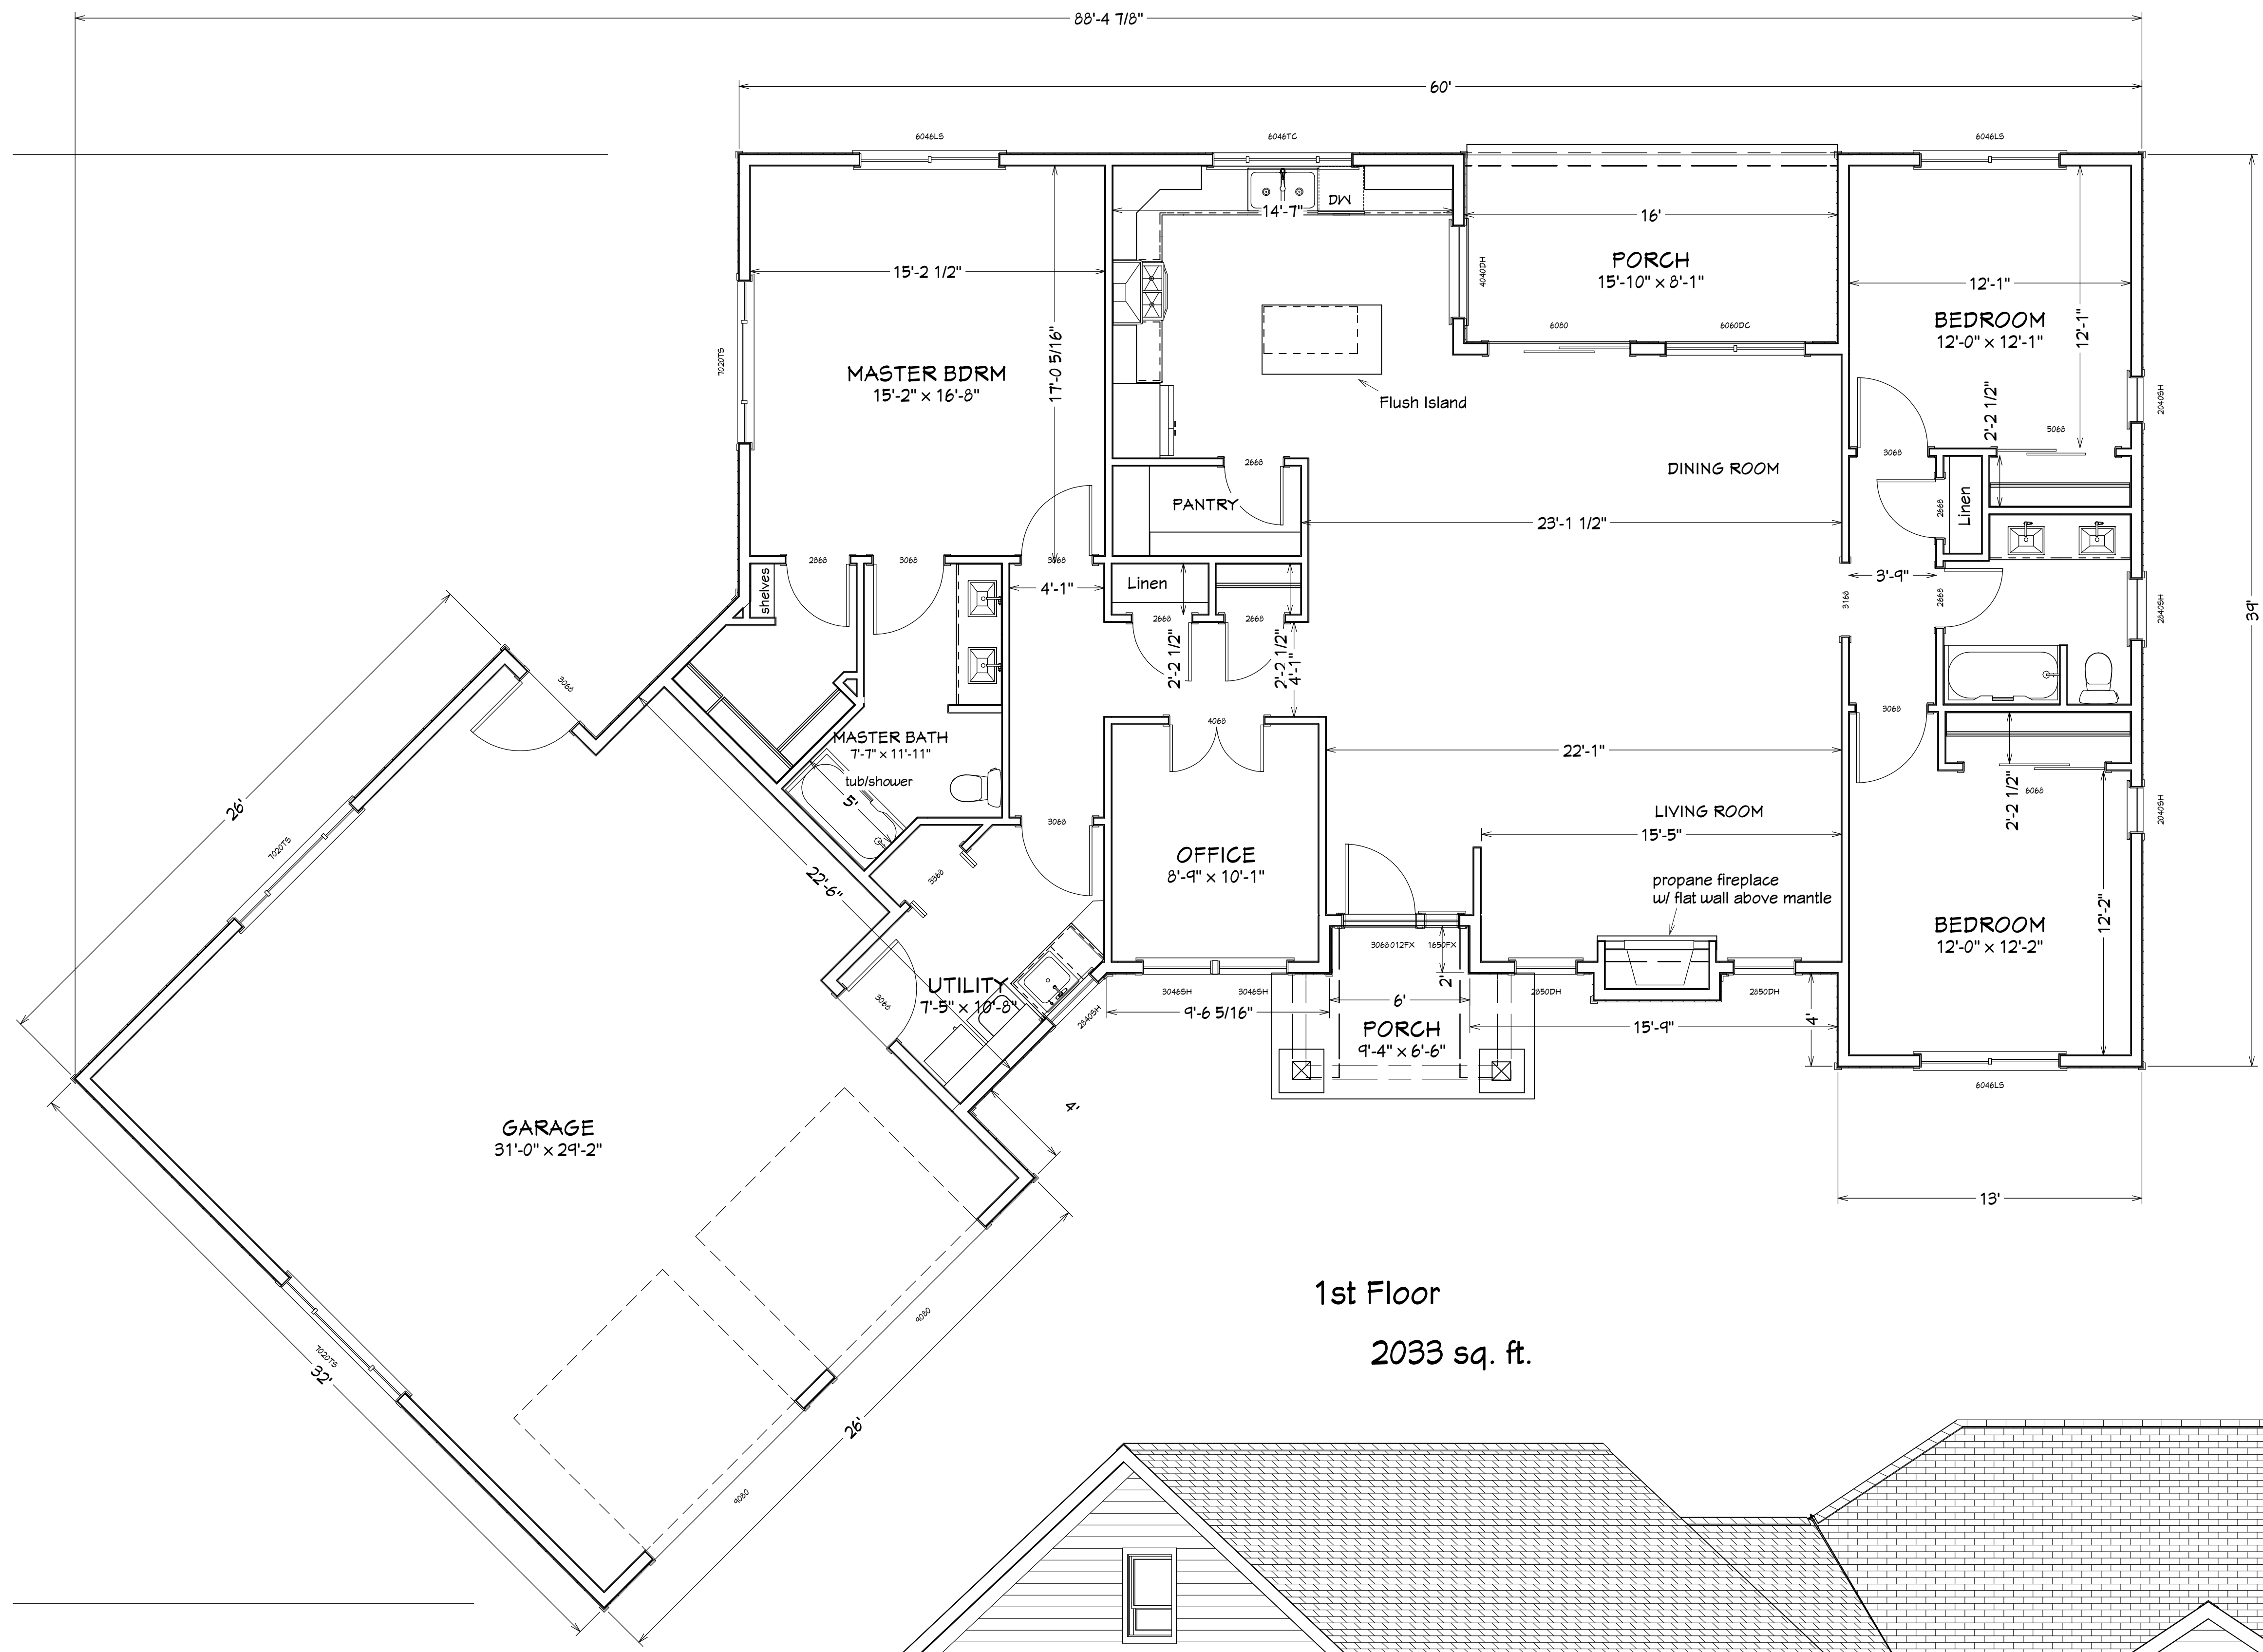 88'-4 7/8"
60'
6046LS
6046TC
6046LS
DW
14'-7"
16'
PORCH
15'-10" x 8'-1"
4040DH
6080
6060DC
15'-2 1/2"
17'-0 5/16"
12'-1"
12'-1"
BEDROOM
12'-0" x 12'-1"
7020TS
MASTER BDRM
15'-2" x 16'-8"
Flush Island
2'-2 1/2"
5068
2040SH
3068
2668
DINING ROOM
PANTRY
2668
Linen
23'-1 1/2"
2868
3068
3068
shelves
4'-1"
Linen
2668
2668
2'-2 1/2"
2'-2 1/2"
4'-1"
3'-9"
3168
2668
2840SH
39'
3068
3068
4068
MASTER BATH
7'-7" x 11'-11"
tub/shower
5'
22'-1"
2'-2 1/2"
6068
2040SH
26'
7020TS
22'-6"
3068
3368
LIVING ROOM
15'-5"
OFFICE
8'-9" x 10'-1"
propane fireplace
w/ flat wall above mantle
BEDROOM
12'-0" x 12'-2"
12'-2"
3068012FX
1650FX
2'
UTILITY
7'-5" x 10'-8"
3068
2840SH
3046SH
3046SH
2850DH
2850DH
9'-6 5/16"
6'
PORCH
9'-4" x 6'-6"
15'-9"
4'
6046LS
4'
GARAGE
31'-0" x 29'-2"
13'
1st Floor
2033 sq. ft.
9080
7020TS
32'
26'
9080